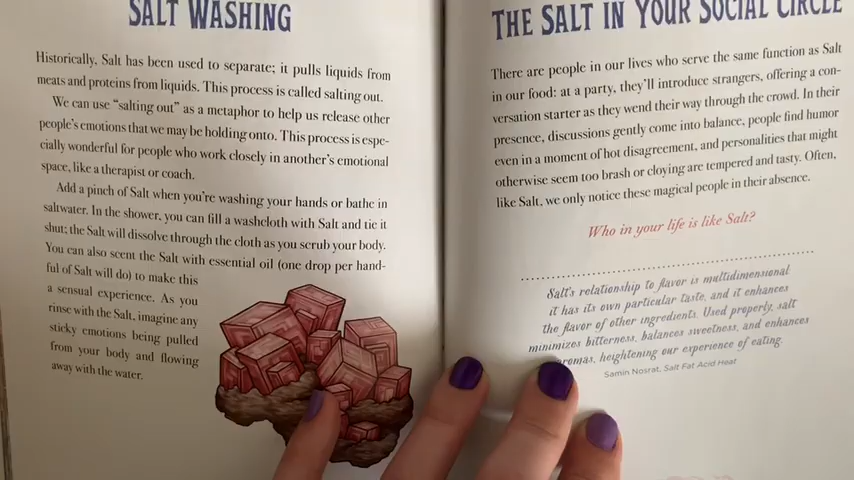 SALT WASHING
Historically, Salt has been used to separate; it pulls liquids from
meats and proteins from liquids. This process is called salting out.
We can use “salting out” as a metaphor to help us release other
people’s emotions that we may be holding onto. This process is espe-
cially wonderful for people who work closely in another’s emotional
space, like a therapist or coach.
Add a pinch of Salt when you’re washing your hands or bathe in
saltwater. In the shower, you can fill a washcloth with Salt and tie it
shut; the Salt will dissolve through the cloth as you scrub your body.
You can also scent the Salt with essential oil (one drop per hand-
ful of Salt will do) to make this
a sensual experience. As you
rinse with the Salt, imagine any
sticky emotions being pulled
from your body and flowing
away with the water.
THE SALT IN YOUR SOCIAL CIRCLE
There are people in our lives who serve the same function as Salt
in our food: at a party, they’ll introduce strangers, offering a con-
versation starter as they wend their way through the crowd. In their
presence, discussions gently come into balance, people find humor
even in a moment of hot disagreement, and personalities that might
otherwise seem too brash or cloying are tempered and tasty. Often,
like Salt, we only notice these magical people in their absence.
Who in your life is like Salt?
Salt’s relationship to flavor is multidimensional
it has its own particular taste, and it enhances
the flavor of other ingredients. Used properly, salt
minimizes bitterness, balances sweetness, and enhances
aromas, heightening our experience of eating.
Samin Nosrat, Salt Fat Acid Heat